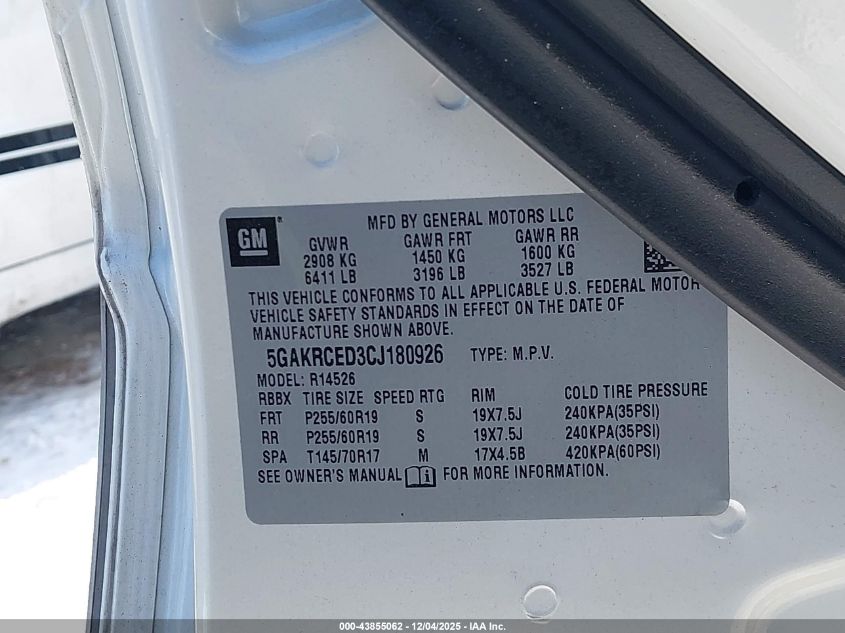 MFD BY GENERAL MOTORS LLC
GM
GVWR GAWR FRT GAWR RR
2908 KG 1450 KG 1600 KG
6411 LB 3196 LB 3527 LB
THIS VEHICLE CONFORMS TO ALL APPLICABLE U.S. FEDERAL MOTOR
VEHICLE SAFETY STANDARDS IN EFFECT ON THE DATE OF
MANUFACTURE SHOWN ABOVE.
5GAKRCED3CJ180926 TYPE: M.P.V.
MODEL: R14526
RBBX TIRE SIZE SPEED RTG RIM COLD TIRE PRESSURE
FRT P255/60R19 S 19X7.5J 240KPA(35PSI)
RR P255/60R19 S 19X7.5J 240KPA(35PSI)
SPA T145/70R17 M 17X4.5B 420KPA(60PSI)
SEE OWNER'S MANUAL i FOR MORE INFORMATION.
000-43855062 - 12/04/2025 - IAA Inc.